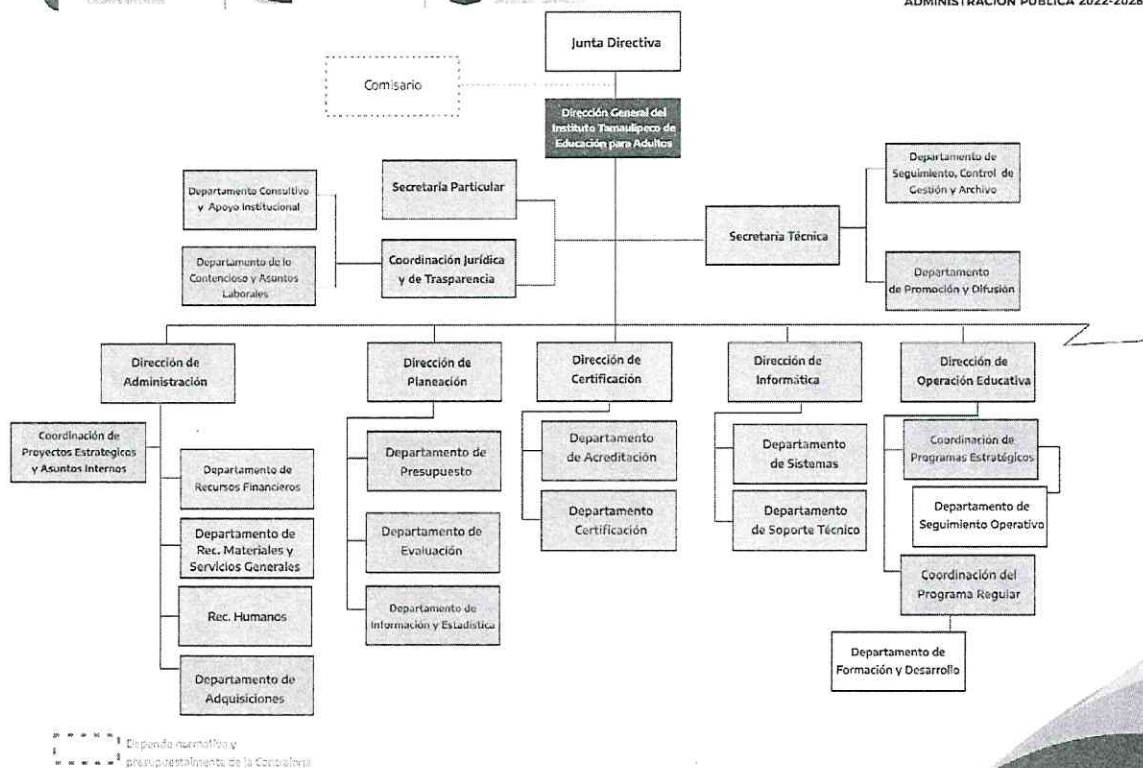 ADMINISTRACIÓN PÚBLICA 2022-2028
Junta Directiva
Comisario
Dirección General del
Instituto Tamaulipeco de
Educación para Adultos
Departamento Consultivo
y Apoyo Institucional
Secretaría Particular
Departamento de
Seguimiento, Control de
Gestión y Archivo
Secretaría Técnica
Departamento de lo
Contencioso y Asuntos
Laborales
Coordinación Jurídica
y de Trasparencia
Departamento
de Promoción y Difusión
Dirección de
Administración
Dirección de
Planeación
Dirección de
Certificación
Dirección de
Informática
Dirección de
Operación Educativa
Coordinación de
Proyectos Estrategicos
y Asuntos Internos
Departamento de
Recursos Financieros
Departamento de
Rec. Materiales y
Servicios Generales
Rec. Humanos
Departamento de
Adquisiciones
Departamento de
Presupuesto
Departamento de
Evaluación
Departamento de
Información y Estadística
Departamento
de Acreditación
Departamento
Certificación
Departamento
de Sistemas
Departamento
de Soporte Técnico
Coordinación de
Programas Estratégicos
Departamento de
Seguimiento Operativo
Coordinación del
Programa Regular
Departamento de
Formación y Desarrollo
Depende normativa y
presupuestalmente de la Contraloría